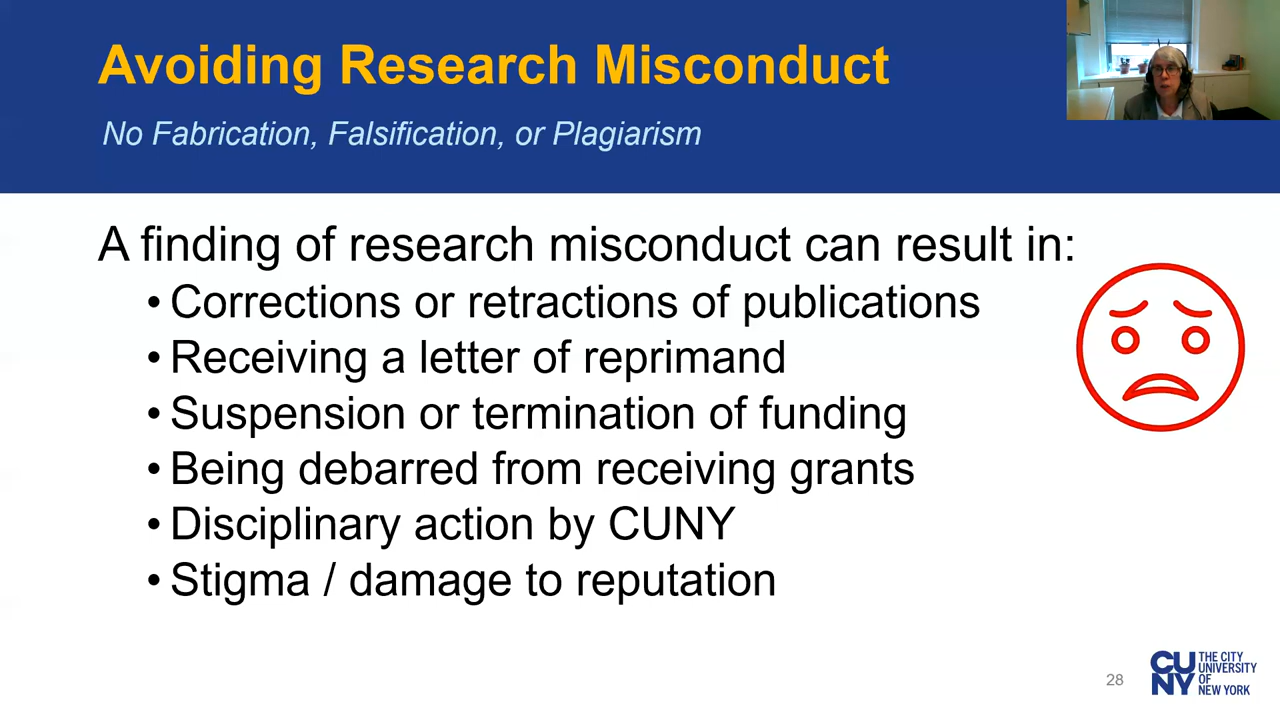 Avoiding Research Misconduct
No Fabrication, Falsification, or Plagiarism
A finding of research misconduct can result in:
• Corrections or retractions of publications
• Receiving a letter of reprimand
• Suspension or termination of funding
• Being debarred from receiving grants
• Disciplinary action by CUNY
• Stigma / damage to reputation
28
CU
NY
THE CITY
UNIVERSITY
OF
NEW YORK